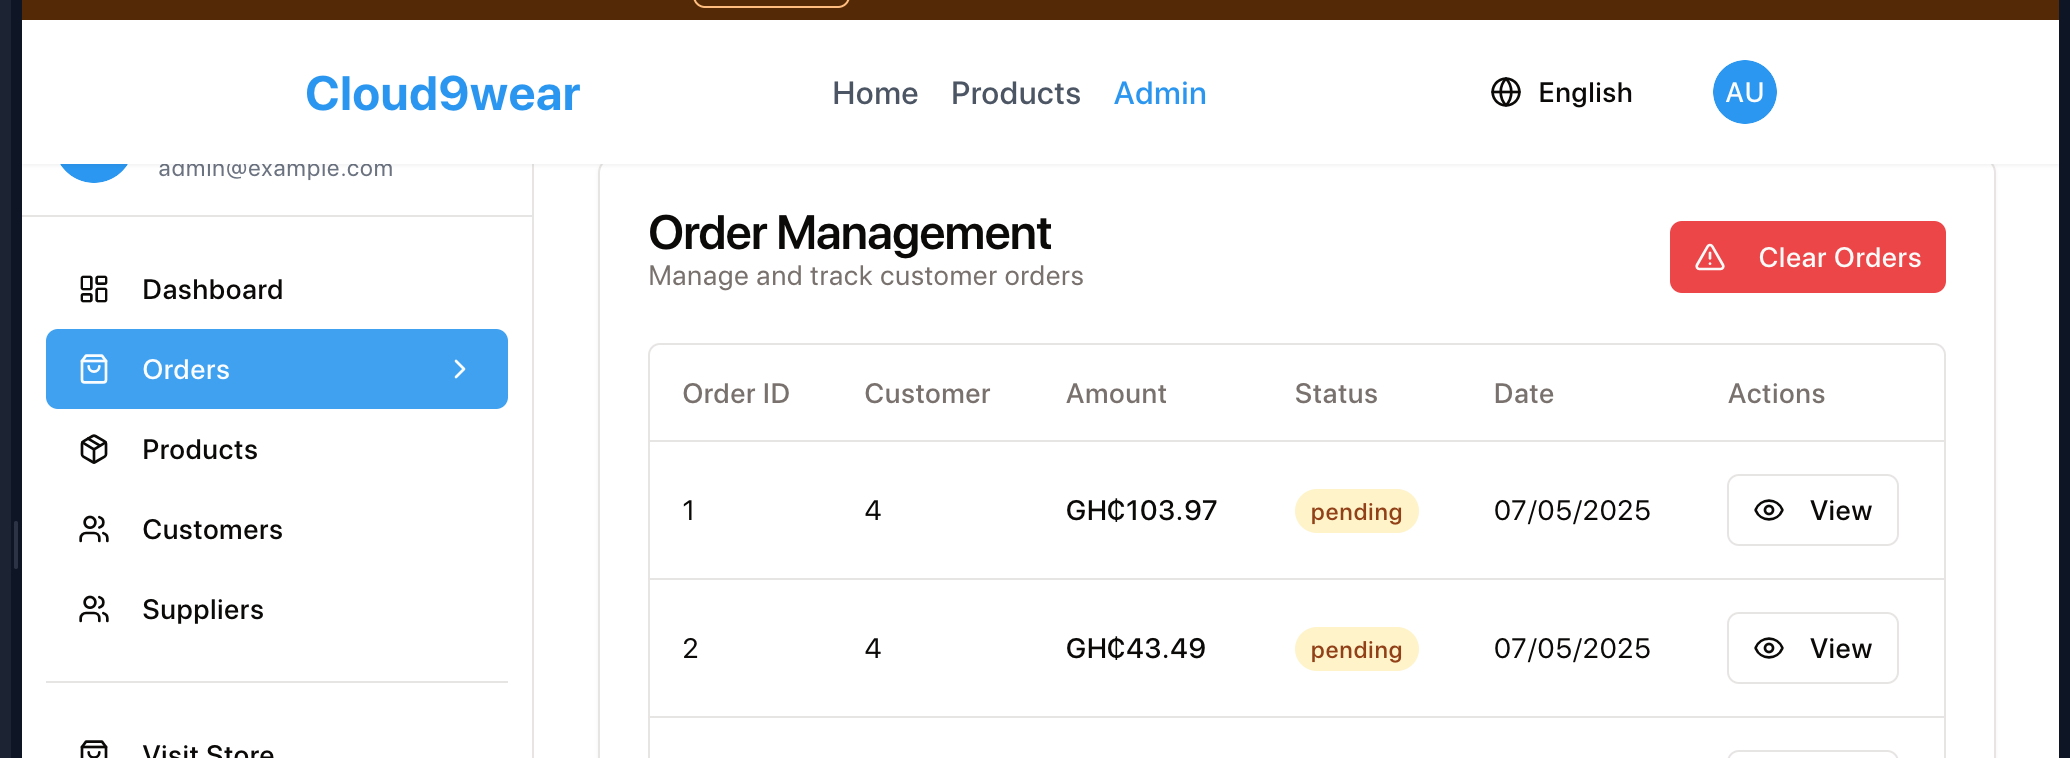 Cloud9wear
Home Products Admin
English
AU
admin@example.com
Dashboard
Orders
Products
Customers
Suppliers
Visit Store
Order Management
Manage and track customer orders
Clear Orders
Order ID Customer Amount Status Date Actions
1 4 GH₵103.97 pending 07/05/2025 View
2 4 GH₵43.49 pending 07/05/2025 View